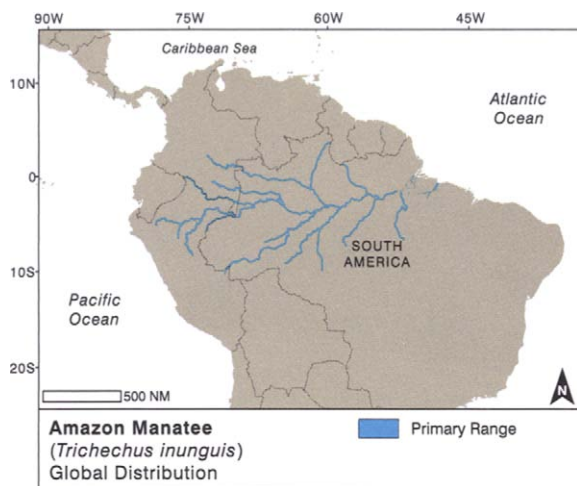 90W 75W 60W 45W
Caribbean Sea
10N
Atlantic
Ocean
0
SOUTH
AMERICA
10S
Pacific
Ocean
20S
500 NM
N
Amazon Manatee
(Trichechus inunguis)
Global Distribution
Primary Range